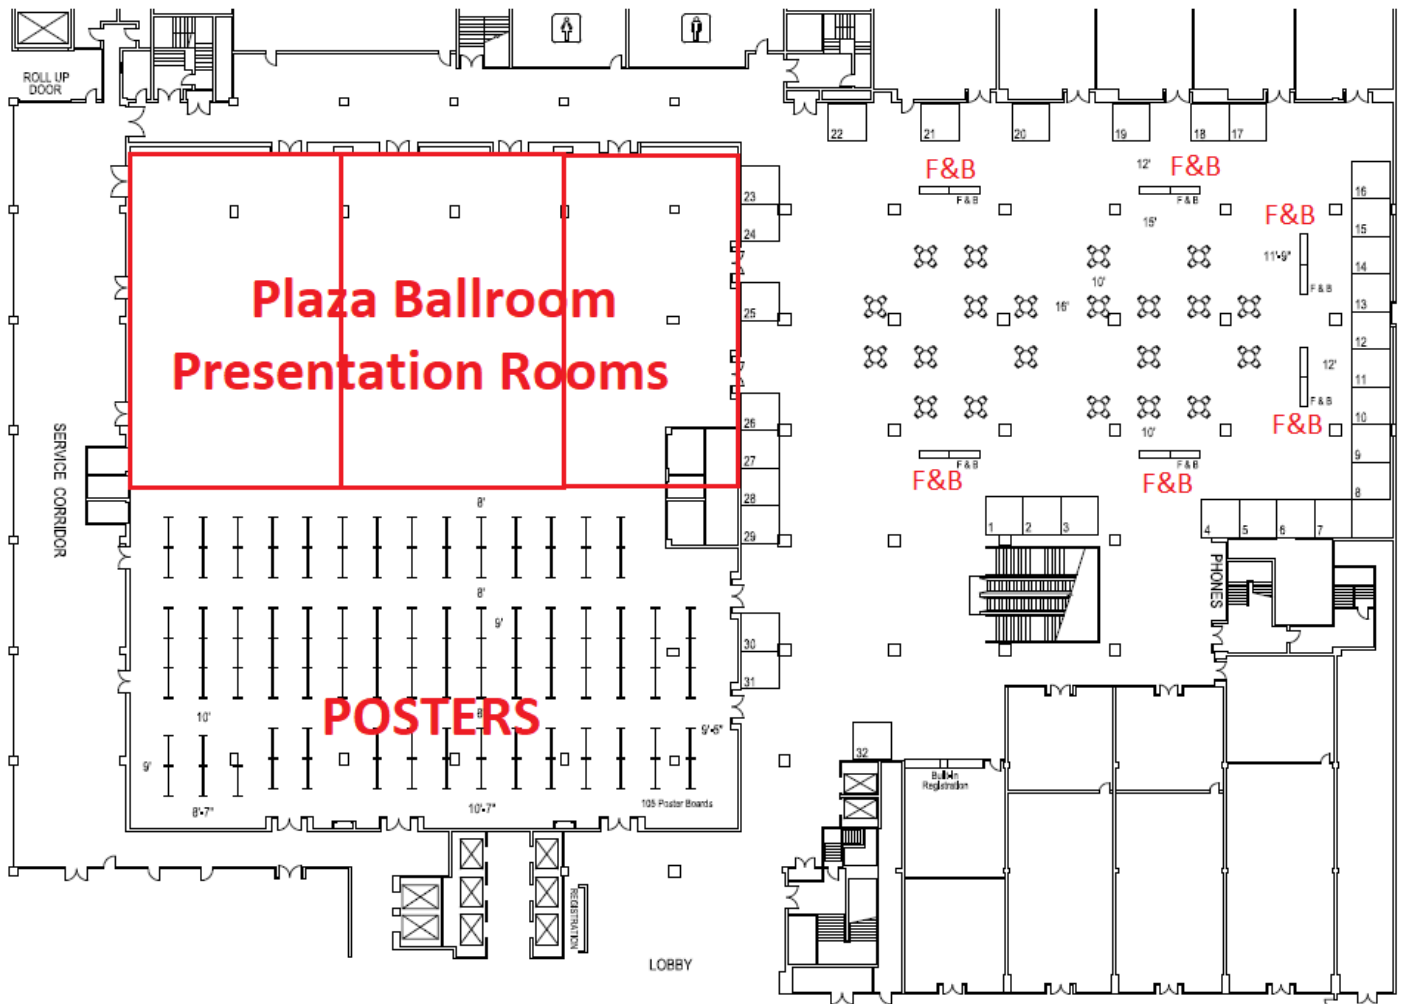 ROLL UP
DOOR
22
21
20
19
18
17
F&B
F & B
12'
F&B
F & B
15'
16
15
14
13
12
11
10
9
8
F&B
11'-9"
F & B
10'
16'
12'
F & B
F&B
10'
F & B
F&B
F & B
F&B
23
24
25
26
27
28
29
30
31
Plaza Ballroom
Presentation Rooms
SERVICE CORRIDOR
8'
8'
9'
10'
8'
POSTERS
9'-6"
9'
8'-7"
10'-7"
105 Poster Boards
1
2
3
4
5
6
7
PHONES
32
Built-In
Registration
REGISTRATION
LOBBY